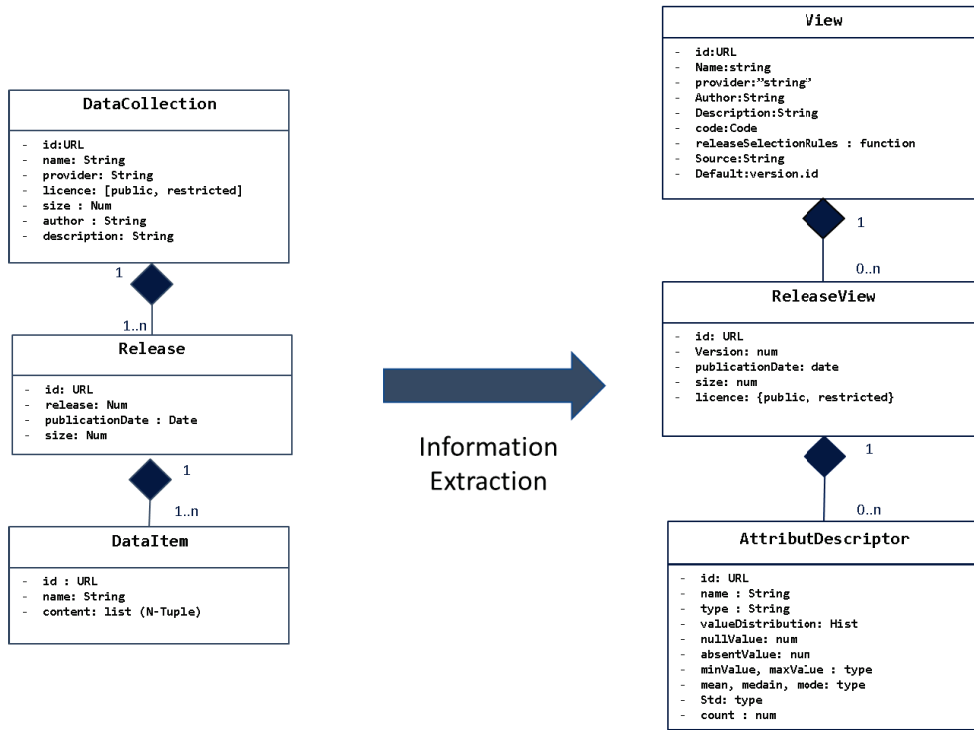 DataCollection
- id:URL
- name: String
- provider: String
- licence: [public, restricted]
- size : Num
- author : String
- description: String
1
1..n
Release
- id: URL
- release: Num
- publicationDate : Date
- size: Num
1
1..n
DataItem
- id : URL
- name: String
- content: list (N-Tuple)
Information
Extraction
View
- id:URL
- Name:string
- provider:”string”
- Author:String
- Description:String
- code:Code
- releaseSelectionRules : function
- Source:String
- Default:version.id
1
0..n
ReleaseView
- id: URL
- Version: num
- publicationDate: date
- size: num
- licence: {public, restricted}
1
0..n
AttributDescriptor
- id: URL
- name : String
- type : String
- valueDistribution: Hist
- nullValue: num
- absentValue: num
- minValue, maxValue : type
- mean, medain, mode: type
- Std: type
- count : num